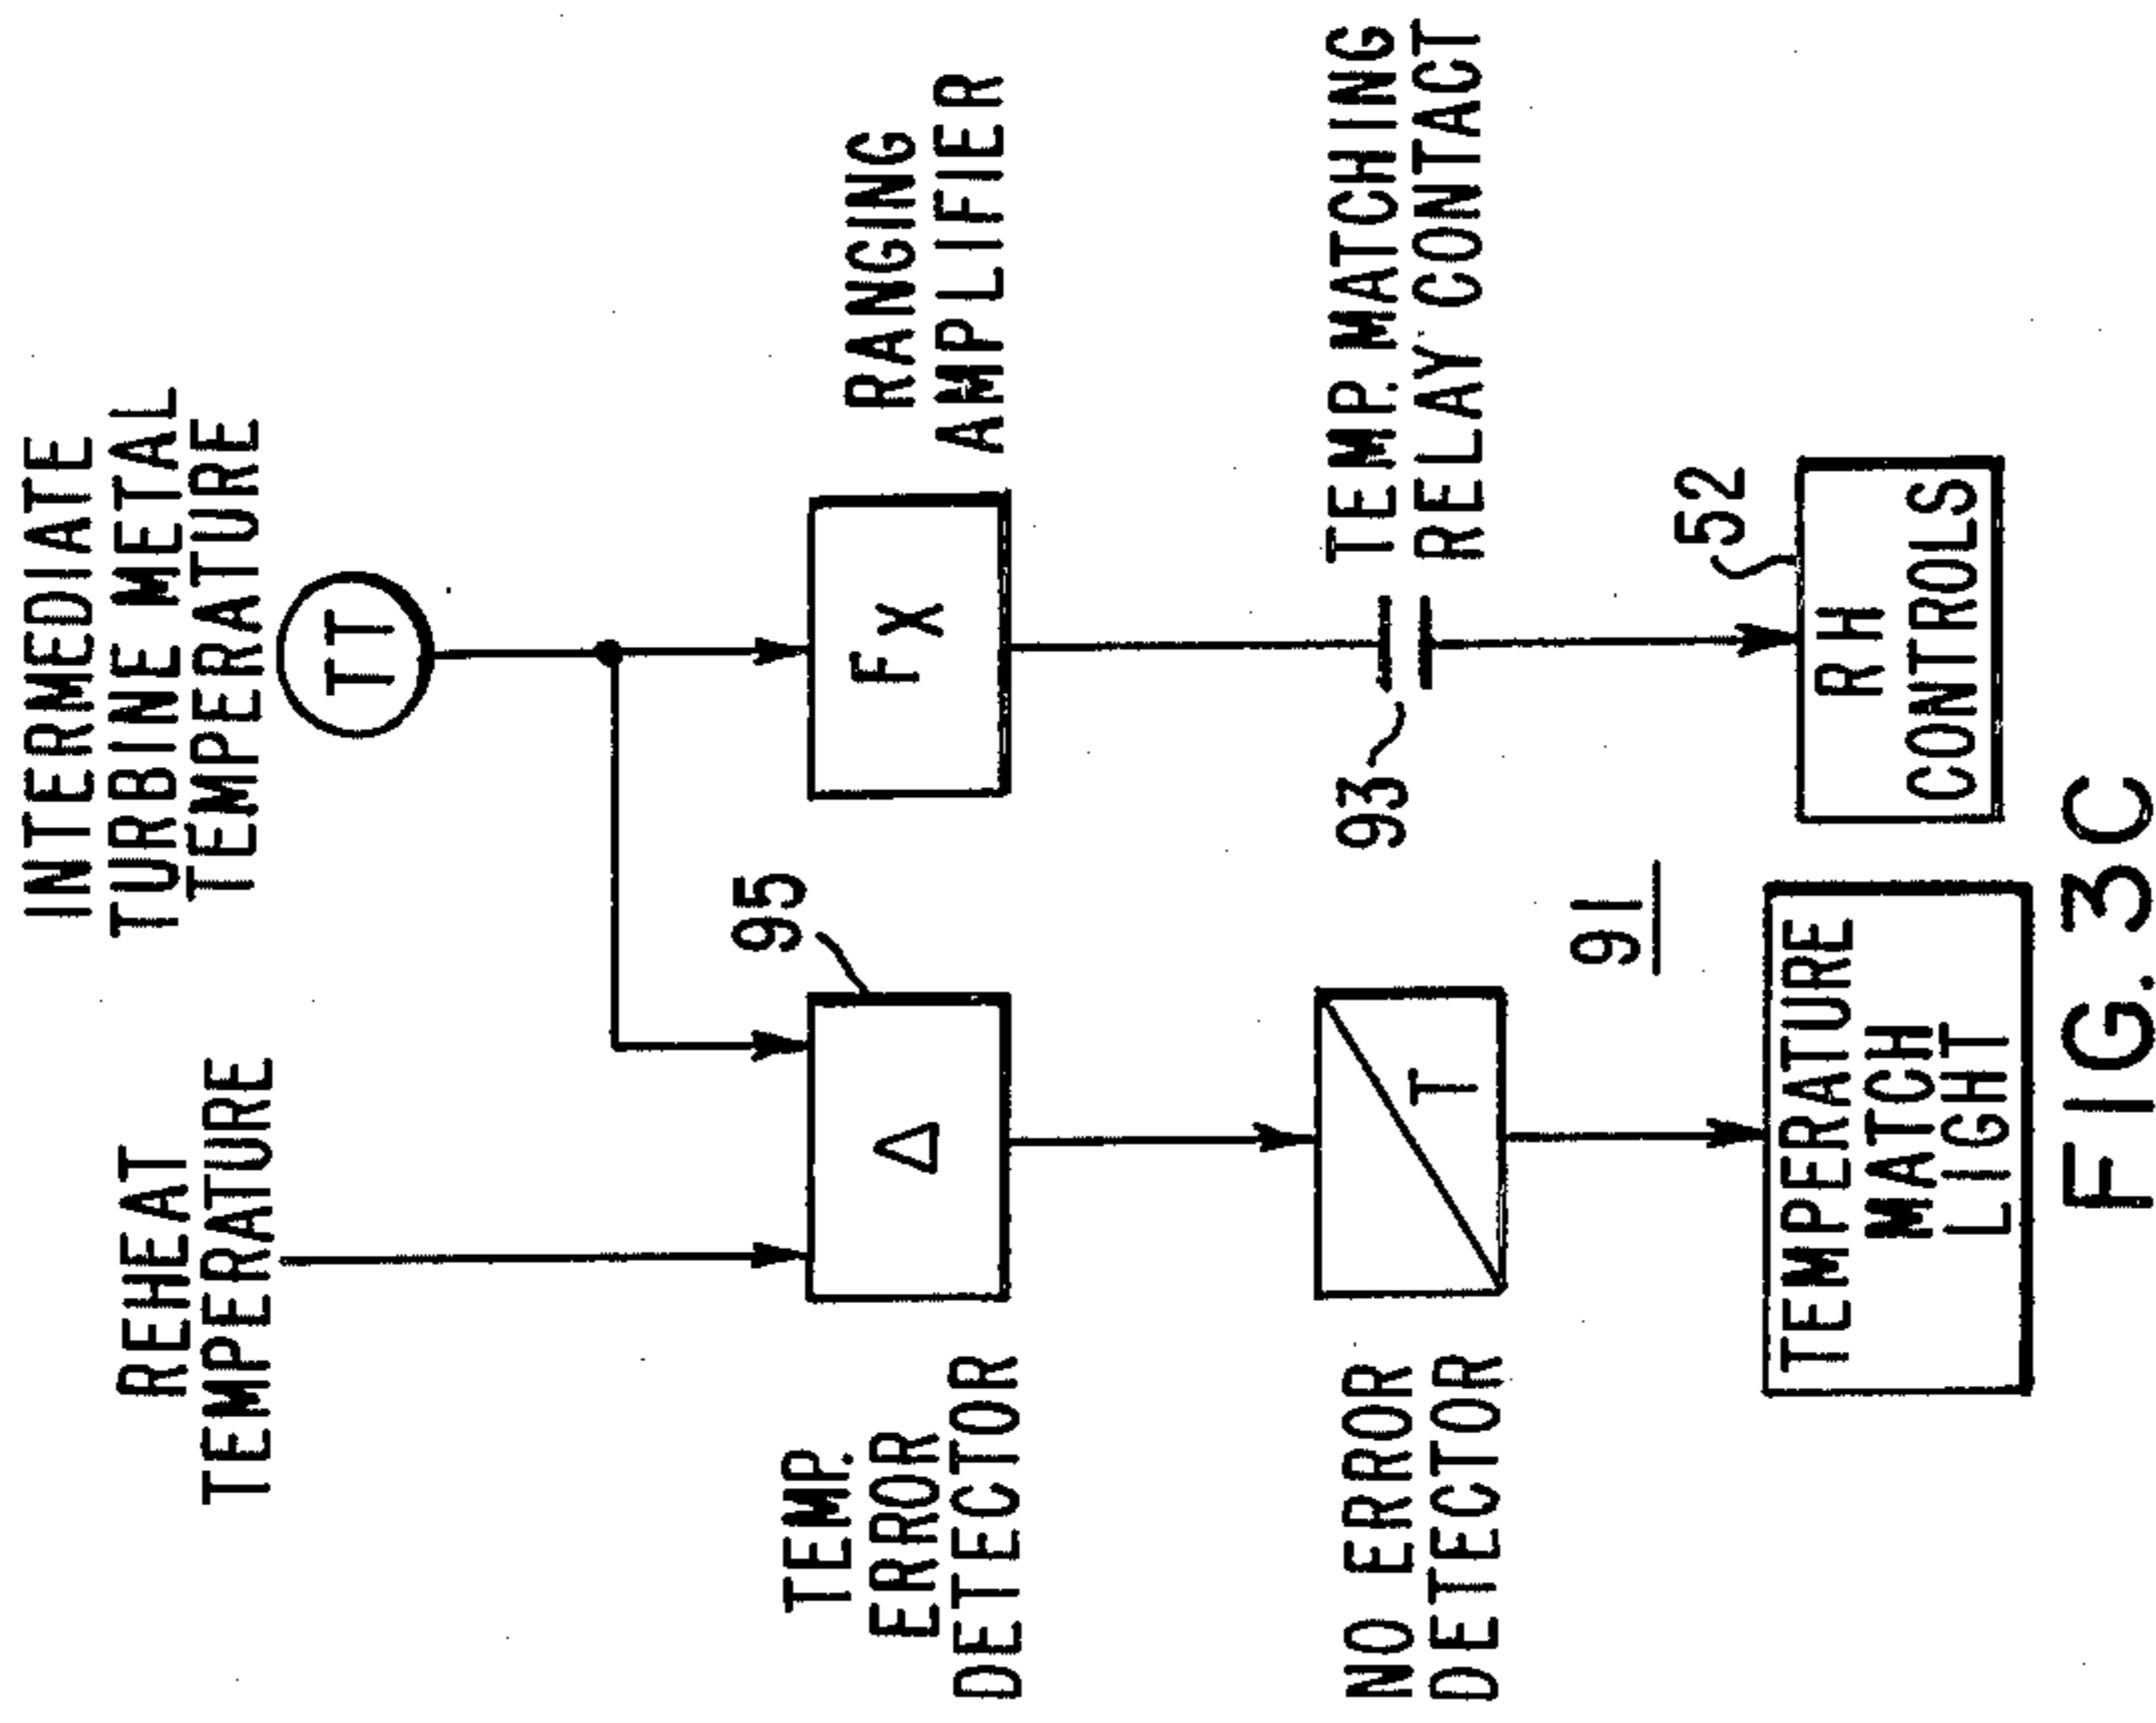 INTERMEDIATE
TURBINE METAL
TEMPERATURE
REHEAT
TEMPERATURE
TT
95
TEMP.
ERROR
DETECTOR
Δ
FX
RANGING
AMPLIFIER
NO ERROR
DETECTOR
T
93
TEMP. MATCHING
RELAY CONTACT
91
52
TEMPERATURE
MATCH
LIGHT
RH
CONTROLS
FIG. 3C